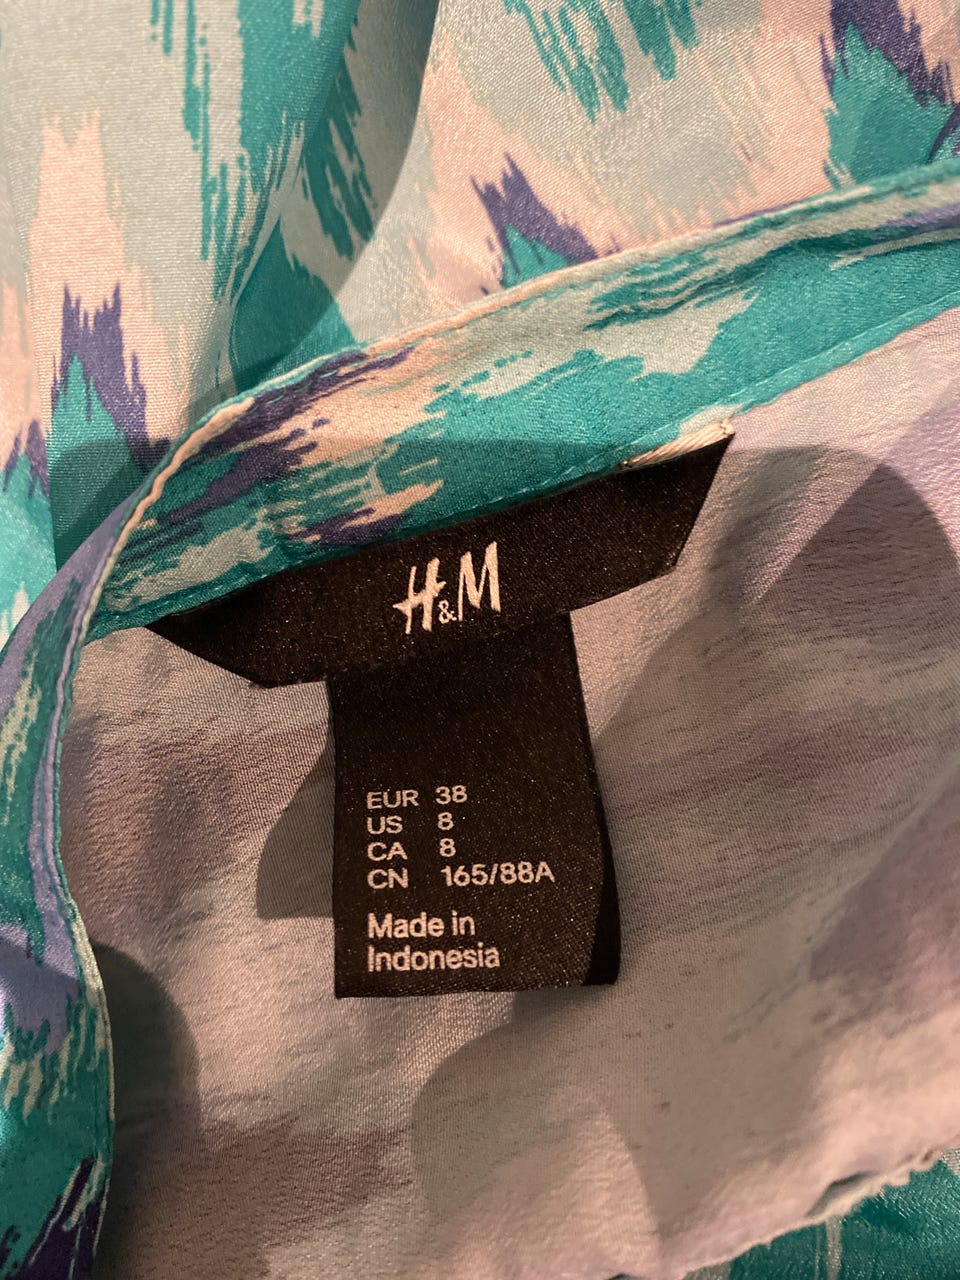 H&M
EUR 38
US 8
CA 8
CN 165/88A
Made in
Indonesia